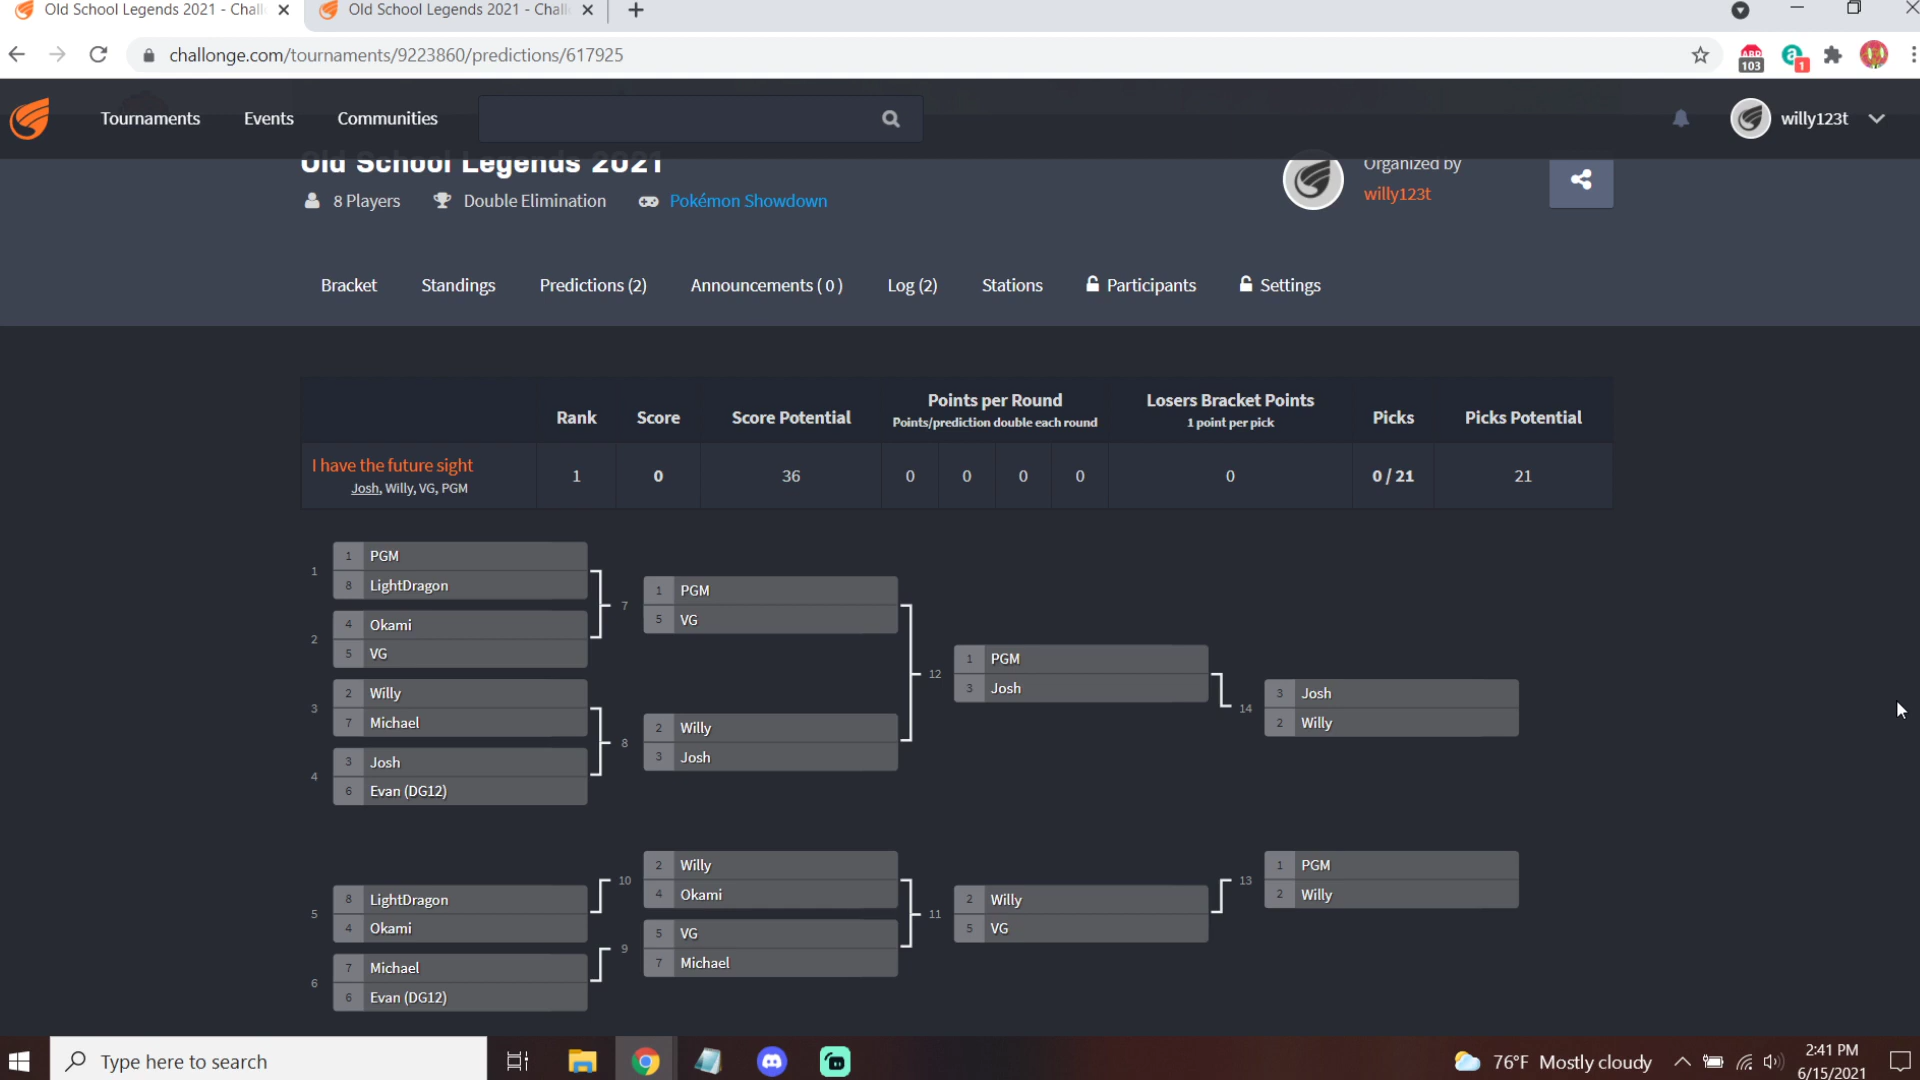 Old School Legends 2021 - Chall
Old School Legends 2021 - Chall
challonge.com/tournaments/9223860/predictions/617925
ABP
103
a
1
Tournaments Events Communities
willy123t
Old School Legends 2021
Organized by
willy123t
8 Players Double Elimination Pokémon Showdown
Bracket Standings Predictions (2) Announcements ( 0 ) Log (2) Stations Participants Settings
Rank Score Score Potential Points per Round Losers Bracket Points Picks Picks Potential
Points/prediction double each round 1 point per pick
I have the future sight
Josh, Willy, VG, PGM
1 0 36 0 0 0 0 0 0 / 21 21
1
1 PGM
8 LightDragon
2
4 Okami
5 VG
3
2 Willy
7 Michael
4
3 Josh
6 Evan (DG12)
7
1 PGM
5 VG
8
2 Willy
3 Josh
12
1 PGM
3 Josh
14
3 Josh
2 Willy
5
8 LightDragon
4 Okami
6
7 Michael
6 Evan (DG12)
10
2 Willy
4 Okami
9
5 VG
7 Michael
11
2 Willy
5 VG
13
1 PGM
2 Willy
Type here to search
76°F Mostly cloudy
2:41 PM
6/15/2021